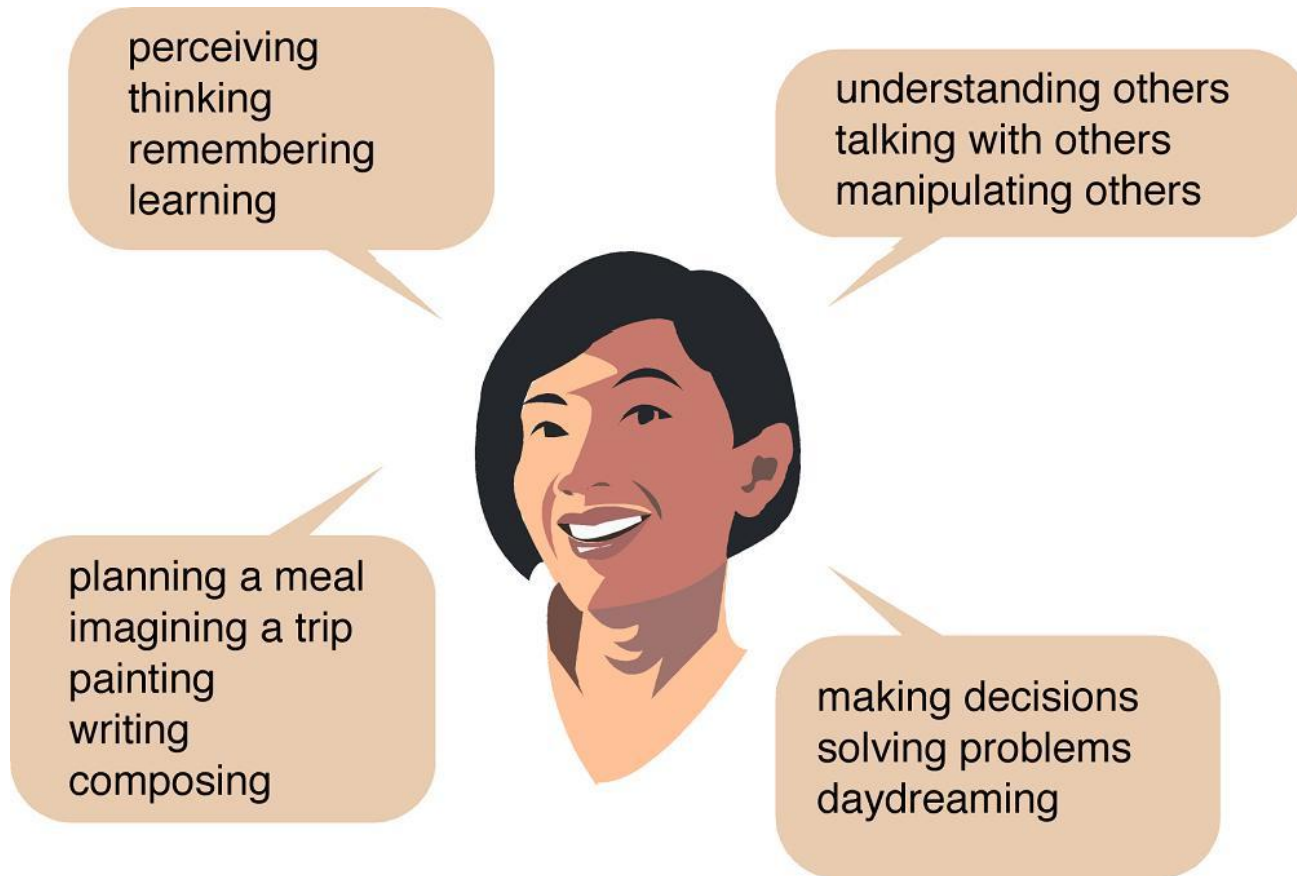 perceiving
thinking
remembering
learning
understanding others
talking with others
manipulating others
planning a meal
imagining a trip
painting
writing
composing
making decisions
solving problems
daydreaming